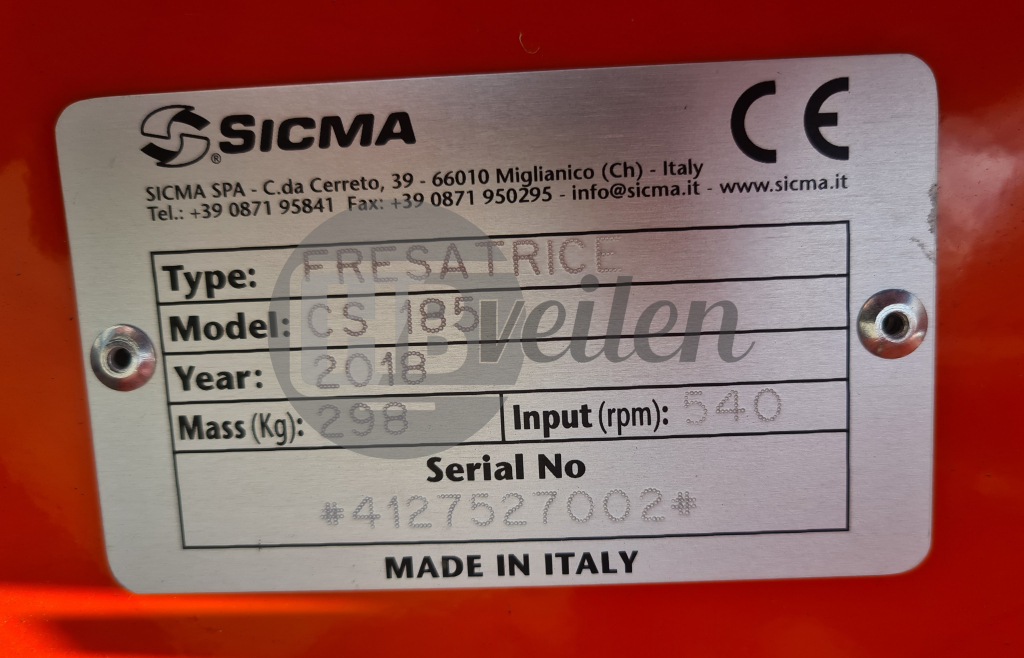 SICMA
®
CE
SICMA SPA - C.da Cerreto, 39 - 66010 Miglianico (Ch) - Italy
Tel.: +39 0871 95841 Fax: +39 0871 950295 - info@sicma.it - www.sicma.it
Type: FRESATRICE
Model: CS 185
veilen
Year: 2018
Mass (Kg): 298 Input (rpm): 540
Serial No
#4127527002#
MADE IN ITALY